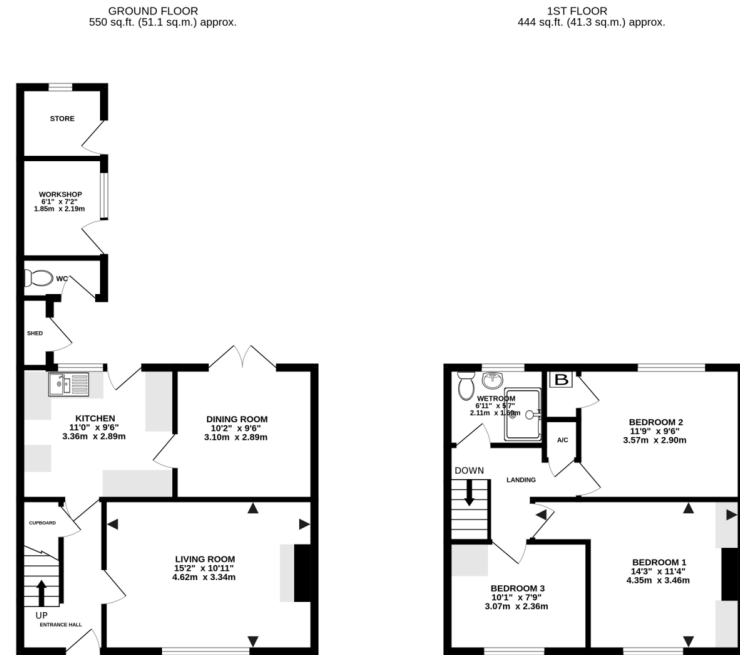 GROUND FLOOR
550 sq.ft. (51.1 sq.m.) approx.
1ST FLOOR
444 sq.ft. (41.3 sq.m.) approx.
STORE
WORKSHOP
6'1" x 7'2"
1.85m x 2.19m
WC
SHED
KITCHEN
11'0" x 9'6"
3.36m x 2.89m
DINING ROOM
10'2" x 9'6"
3.10m x 2.89m
CUPBOARD
LIVING ROOM
15'2" x 10'11"
4.62m x 3.34m
UP
ENTRANCE HALL
WETROOM
6'11" x 5'7"
2.11m x 1.69m
B
BEDROOM 2
11'9" x 9'6"
3.57m x 2.90m
A/C
DOWN
LANDING
BEDROOM 1
14'3" x 11'4"
4.35m x 3.46m
BEDROOM 3
10'1" x 7'9"
3.07m x 2.36m